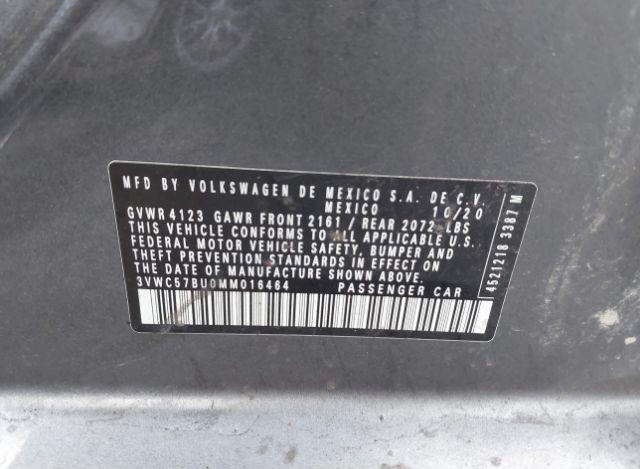 MFD BY VOLKSWAGEN DE MEXICO S.A. DE C.V.
MEXICO 10/20
GVWR 4123 GAWR FRONT 2161 / REAR 2072 LBS
THIS VEHICLE CONFORMS TO ALL APPLICABLE U.S.
FEDERAL MOTOR VEHICLE SAFETY, BUMPER AND
THEFT PREVENTION STANDARDS IN EFFECT ON
THE DATE OF MANUFACTURE SHOWN ABOVE.
3VWC57BU0MM016464 PASSENGER CAR
4521218 3387 M